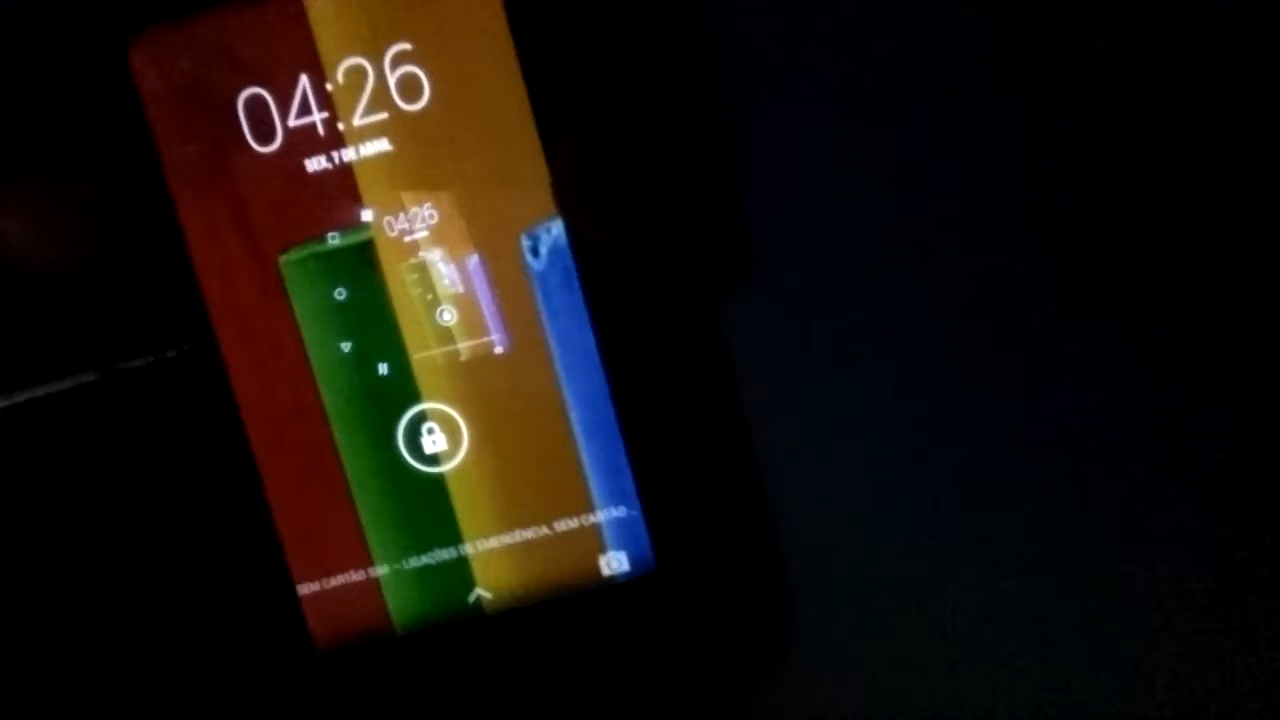 04:26
SEX, 7 DE ABRIL
04:26
SEM CARTÃO SIM – LIGAÇÕES DE EMERGÊNCIA, SEM CARTÃO...